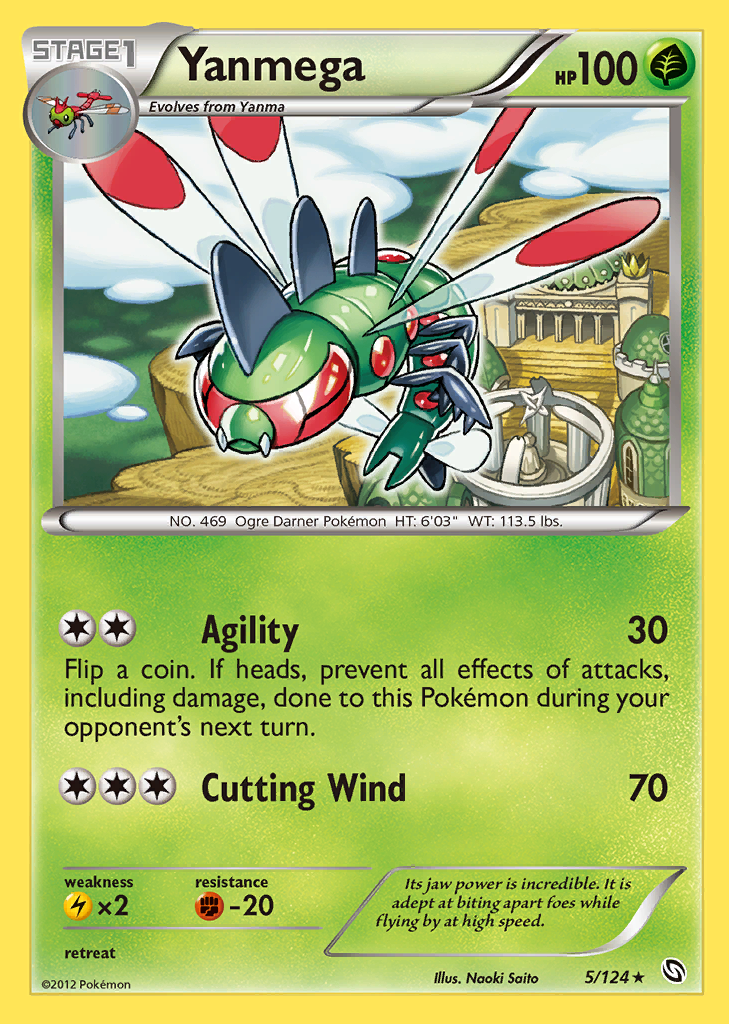 STAGE1
Yanmega
HP100
Evolves from Yanma
NO. 469 Ogre Darner Pokémon HT: 6'03" WT: 113.5 lbs.
Agility 30
Flip a coin. If heads, prevent all effects of attacks,
including damage, done to this Pokémon during your
opponent's next turn.
Cutting Wind 70
weakness
×2
resistance
-20
retreat
Its jaw power is incredible. It is
adept at biting apart foes while
flying by at high speed.
©2012 Pokémon
Illus. Naoki Saito
5/124★